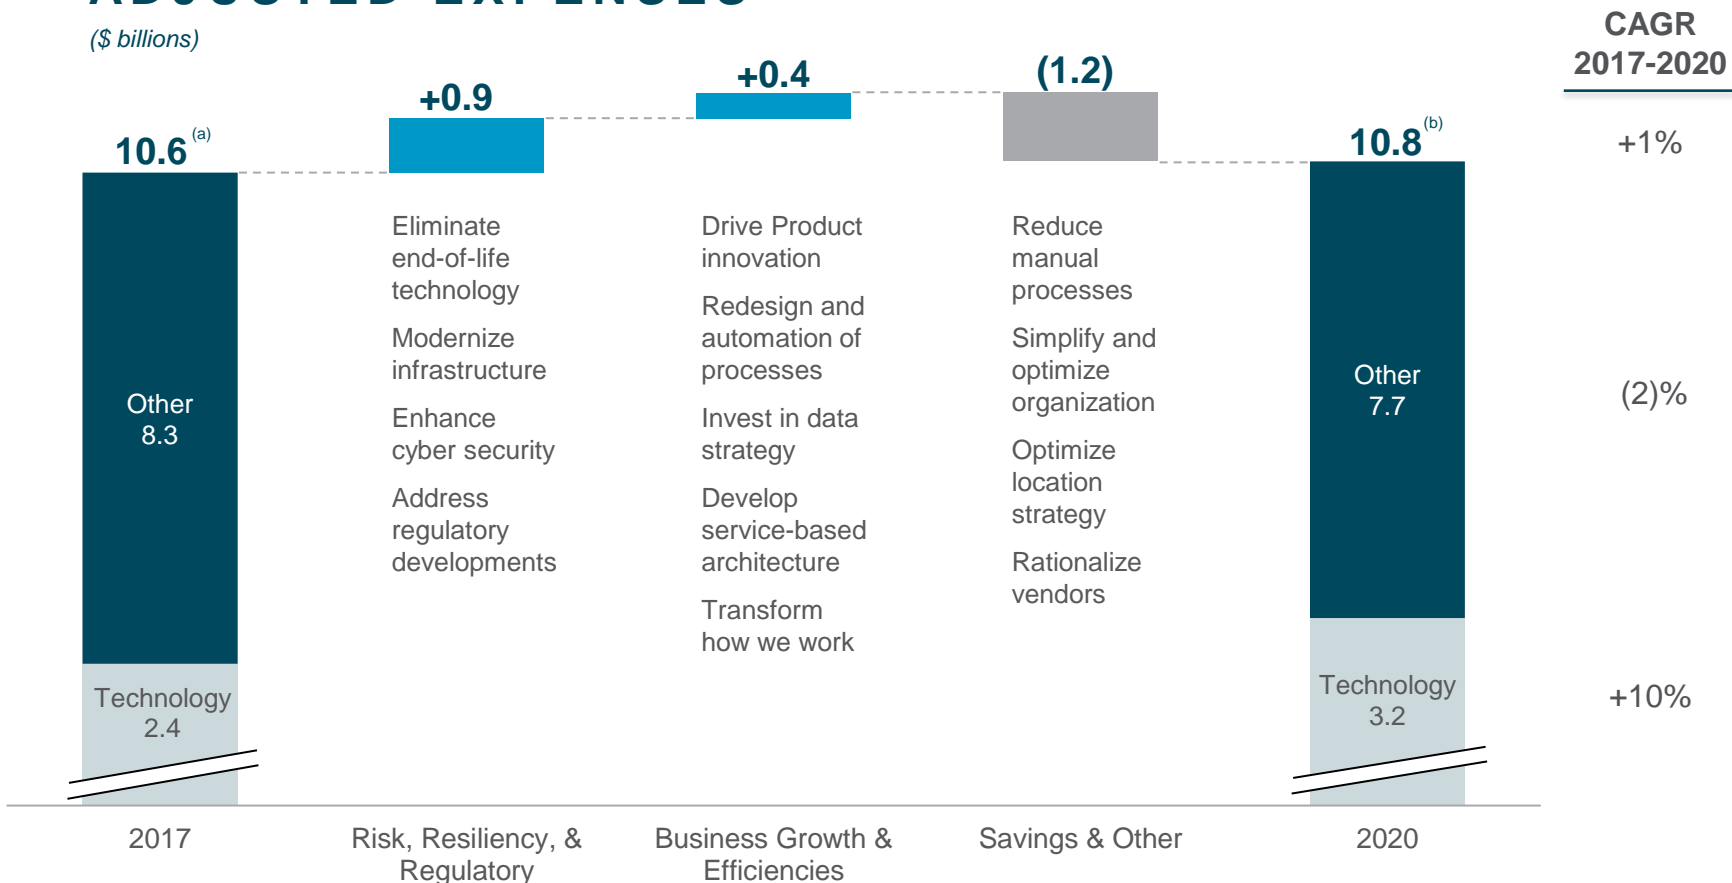 ADJUSTED EXPENSES
($ billions)
CAGR
2017-2020
10.6 (a)
+0.9
+0.4
(1.2)
10.8 (b)
+1%
Other
8.3
Technology
2.4
Eliminate
end-of-life
technology
Modernize
infrastructure
Enhance
cyber security
Address
regulatory
developments
Drive Product
innovation
Redesign and
automation of
processes
Invest in data
strategy
Develop
service-based
architecture
Transform
how we work
Reduce
manual
processes
Simplify and
optimize
organization
Optimize
location
strategy
Rationalize
vendors
Other
7.7
Technology
3.2
(2)%
+10%
2017
Risk, Resiliency, &
Regulatory
Business Growth &
Efficiencies
Savings & Other
2020